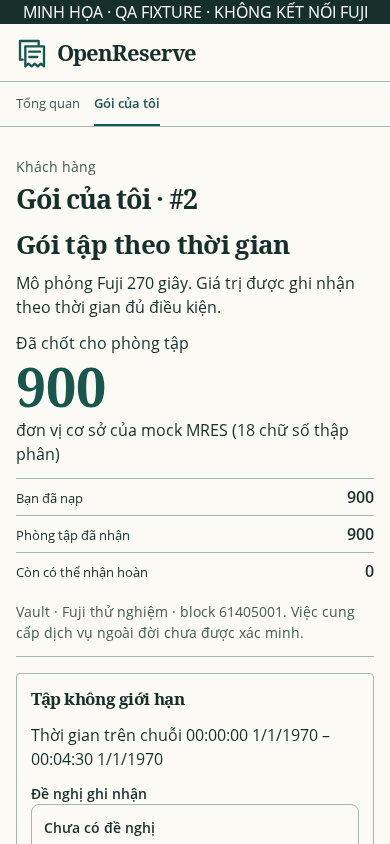 MINH HỌA · QA FIXTURE · KHÔNG KẾT NỐI FUJI
OpenReserve
Tổng quan Gói của tôi
Khách hàng
Gói của tôi · #2
Gói tập theo thời gian
Mô phỏng Fuji 270 giây. Giá trị được ghi nhận
theo thời gian đủ điều kiện.
Đã chốt cho phòng tập
900
đơn vị cơ sở của mock MRES (18 chữ số thập
phân)
Bạn đã nạp 900
Phòng tập đã nhận 900
Còn có thể nhận hoàn 0
Vault · Fuji thử nghiệm · block 61405001. Việc cung
cấp dịch vụ ngoài đời chưa được xác minh.
Tập không giới hạn
Thời gian trên chuỗi 00:00:00 1/1/1970 –
00:04:30 1/1/1970
Đề nghị ghi nhận
Chưa có đề nghị